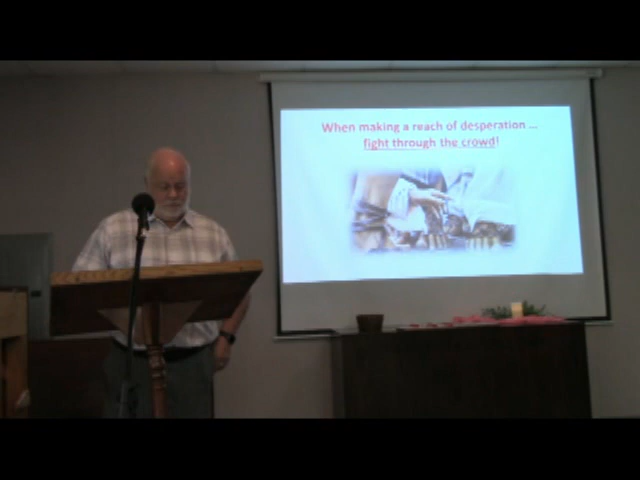 When making a reach of desperation ...
fight through the crowd!